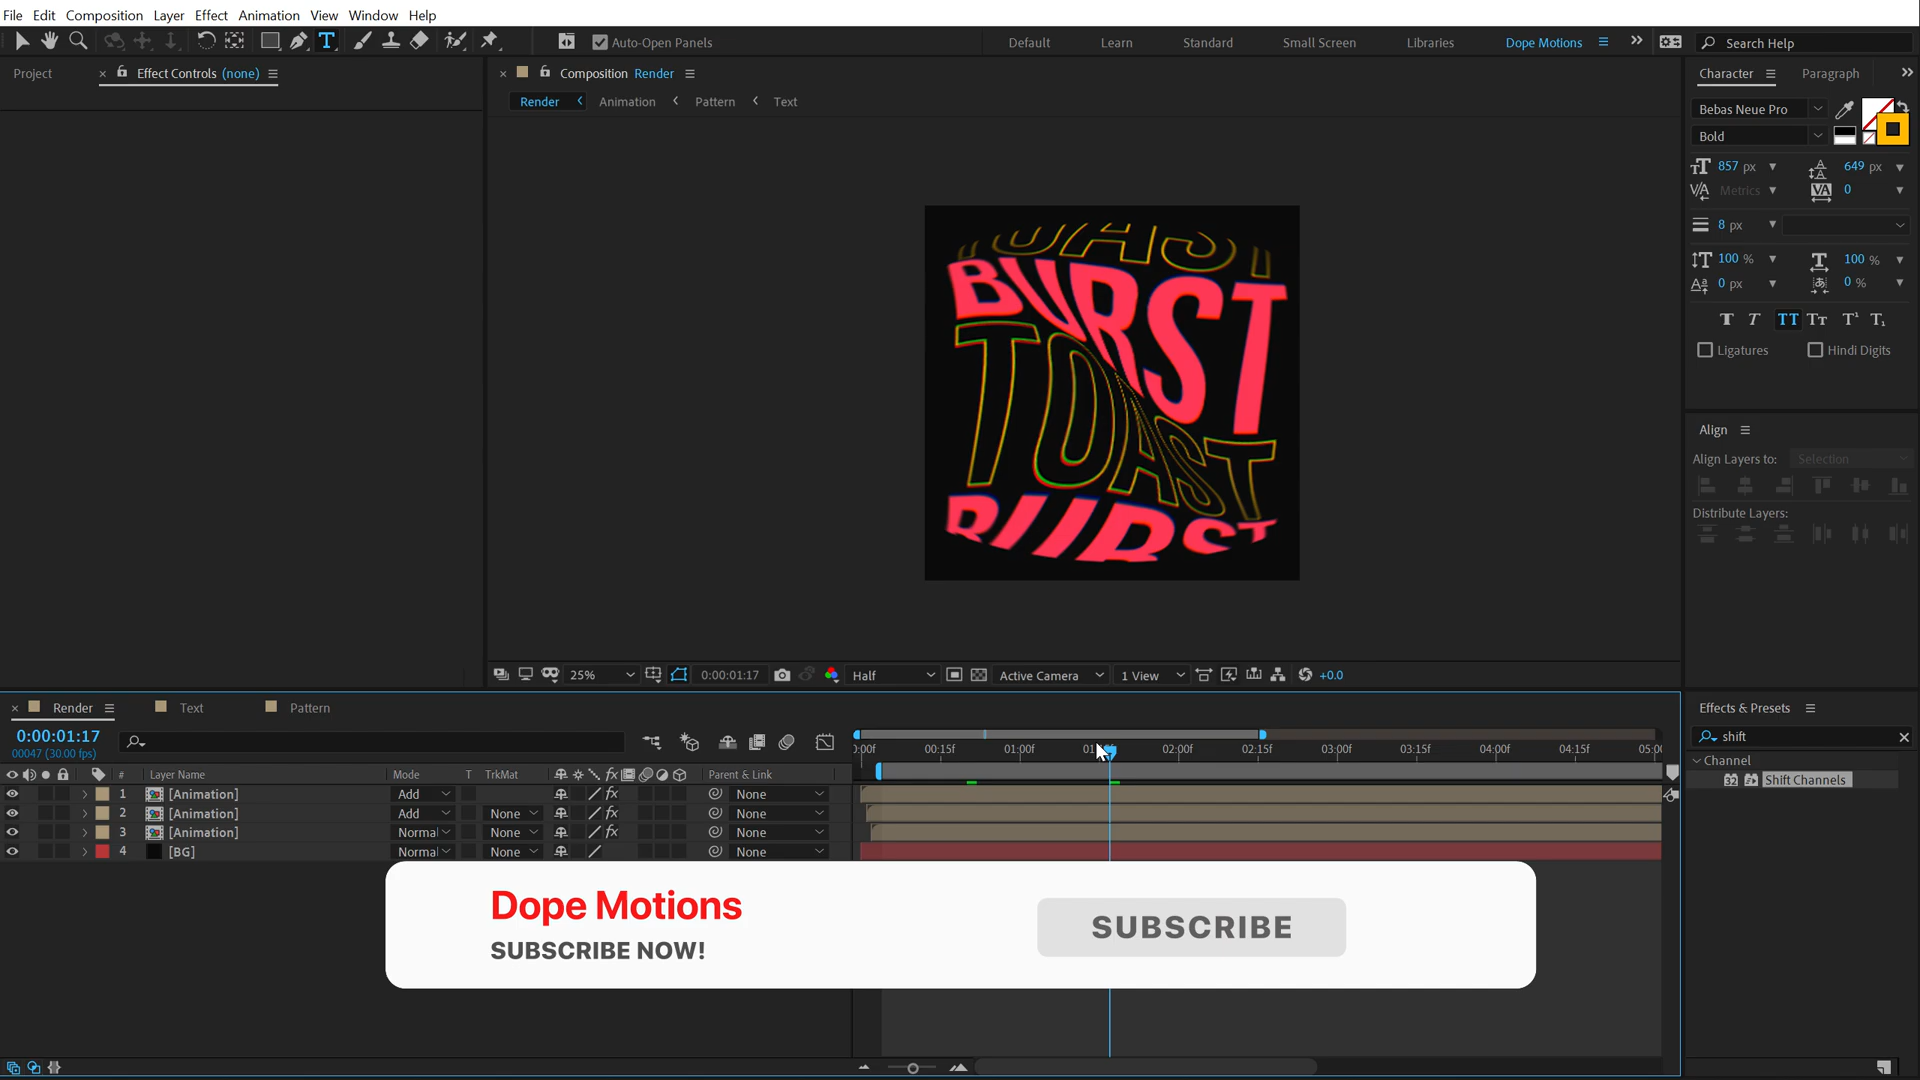 File Edit Composition Layer Effect Animation View Window Help
Auto-Open Panels
Default Learn Standard Small Screen Libraries Dope Motions Search Help
Project Effect Controls (none)
Composition Render
Render Animation Pattern Text
Character Paragraph
Bebas Neue Pro
Bold
857 px 649 px
Metrics 0
8 px
100 % 100 %
0 px 0 %
Ligatures Hindi Digits
Align
Align Layers to: Selection
Distribute Layers:
TOAST
BURST
TOAST
BURST
25% 0:00:01:17 Half Active Camera 1 View +0.0
Render Text Pattern
0:00:01:17
00047 (30.00 fps)
00:15f 01:00f 02:00f 02:15f 03:00f 03:15f 04:00f 04:15f
# Layer Name Mode T TrkMat Parent & Link
1 [Animation] Add None
2 [Animation] Add None None
3 [Animation] Normal None None
4 [BG] Normal None None
Effects & Presets
shift
Channel
32 Shift Channels
Dope Motions
SUBSCRIBE NOW!
SUBSCRIBE